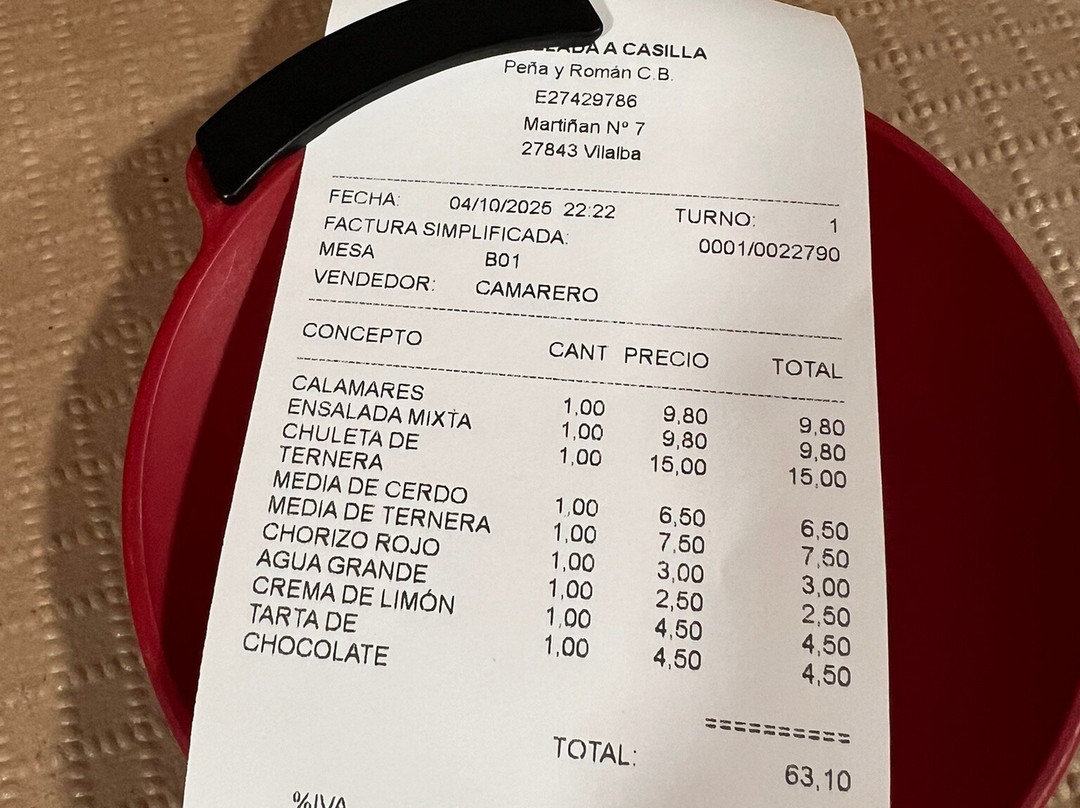 A CASILLA
Peña y Román C.B.
E27429786
Martiñan Nº 7
27843 Vilalba
FECHA: 04/10/2025 22:22 TURNO: 1
FACTURA SIMPLIFICADA: 0001/0022790
MESA B01
VENDEDOR: CAMARERO
CONCEPTO CANT PRECIO TOTAL
CALAMARES 1,00 9,80 9,80
ENSALADA MIXTA 1,00 9,80 9,80
CHULETA DE 1,00 15,00 15,00
TERNERA
MEDIA DE CERDO 1,00 6,50 6,50
MEDIA DE TERNERA 1,00 7,50 7,50
CHORIZO ROJO 1,00 3,00 3,00
AGUA GRANDE 1,00 2,50 2,50
CREMA DE LIMÓN 1,00 4,50 4,50
TARTA DE 1,00 4,50 4,50
CHOCOLATE
==========
TOTAL: 63,10
%IVA